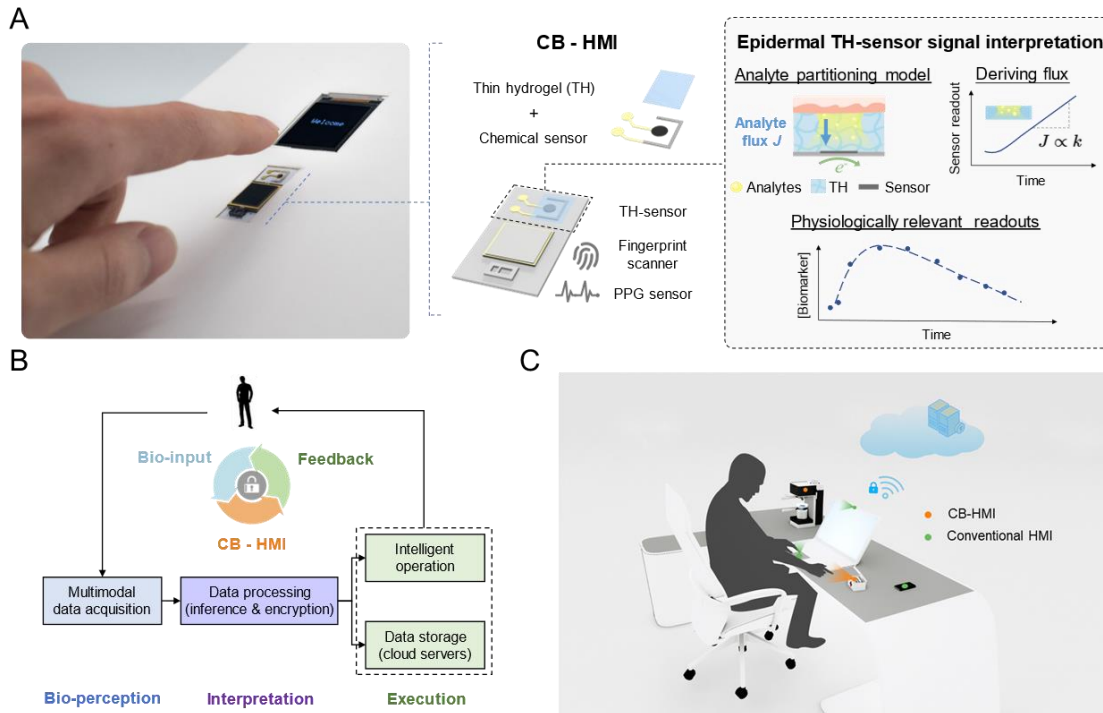 A
Welcome
CB - HMI
Thin hydrogel (TH)
+
Chemical sensor
TH-sensor
Fingerprint
scanner
PPG sensor
Epidermal TH-sensor signal interpretation
Analyte partitioning model
Analyte
flux J
e⁻
Analytes
TH
Sensor
Deriving flux
Sensor readout
J ∝ k
Time
Physiologically relevant readouts
[Biomarker]
Time
B
Bio-input
Feedback
CB - HMI
Multimodal
data acquisition
Data processing
(inference & encryption)
Intelligent
operation
Data storage
(cloud servers)
Bio-perception
Interpretation
Execution
C
CB-HMI
Conventional HMI